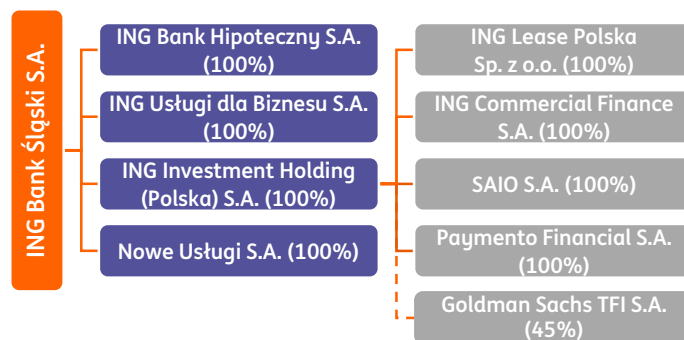 ING Bank Śląski S.A.
ING Bank Hipoteczny S.A.
(100%)
ING Usługi dla Biznesu S.A.
(100%)
ING Investment Holding
(Polska) S.A. (100%)
Nowe Usługi S.A. (100%)
ING Lease Polska
Sp. z o.o. (100%)
ING Commercial Finance
S.A. (100%)
SAIO S.A. (100%)
Paymento Financial S.A.
(100%)
Goldman Sachs TFI S.A.
(45%)